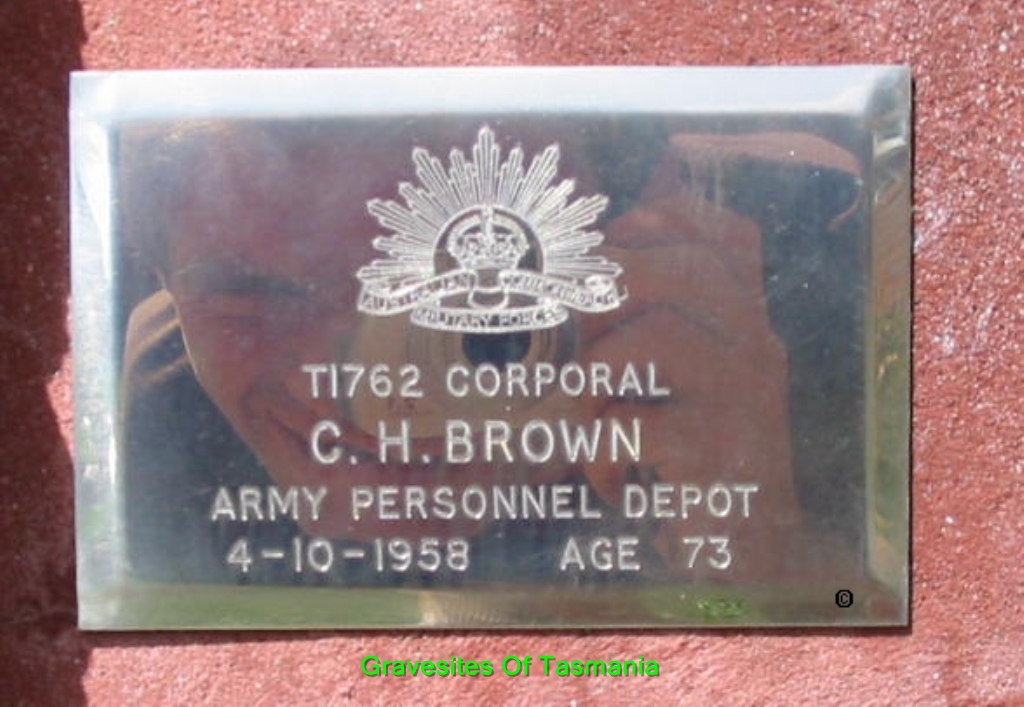 AUSTRALIAN COMMONWEALTH
MILITARY FORCES
T1762 CORPORAL
C. H. BROWN
ARMY PERSONNEL DEPOT
4-10-1958 AGE 73
©
Gravesites Of Tasmania